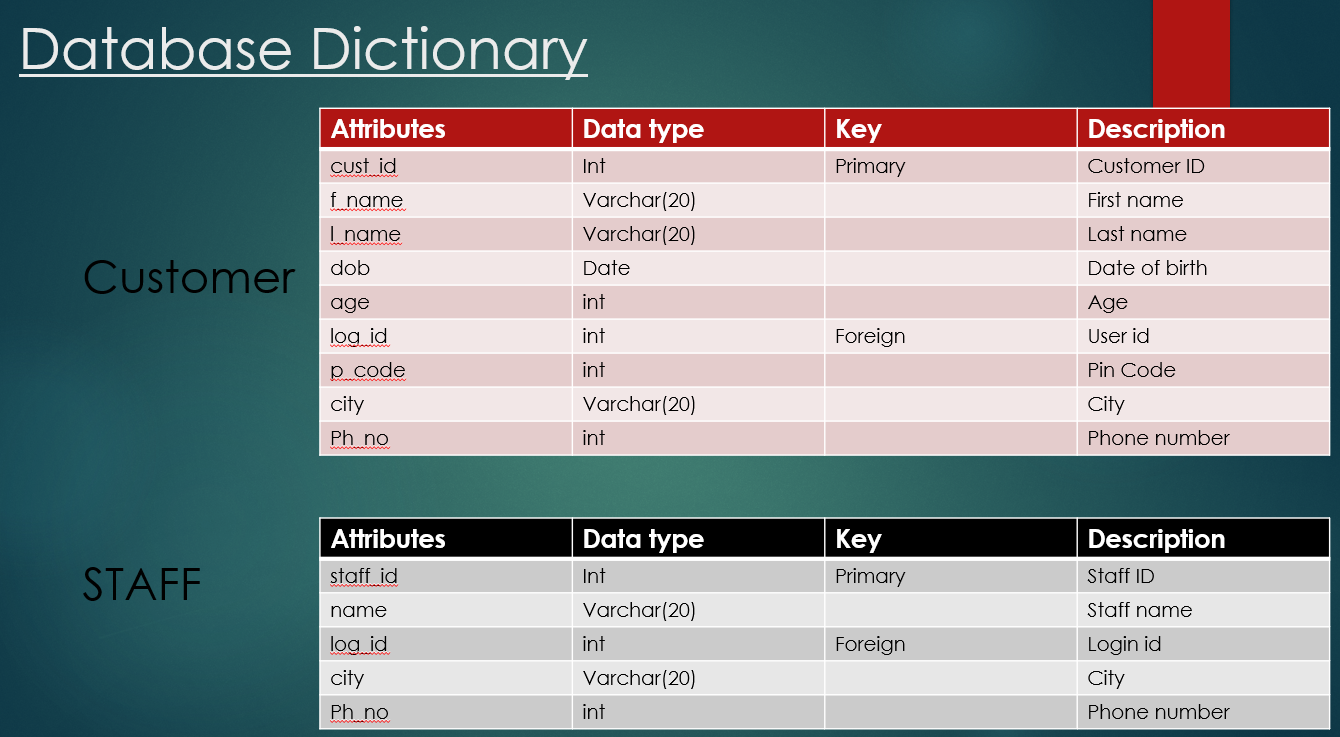 Database Dictionary
Attributes Data type Key Description
cust_id Int Primary Customer ID
f_name Varchar(20) First name
l_name Varchar(20) Last name
Customer
dob Date Date of birth
age int Age
log_id int Foreign User id
p_code int Pin Code
city Varchar(20) City
Ph_no int Phone number
Attributes Data type Key Description
STAFF
staff_id Int Primary Staff ID
name Varchar(20) Staff name
log_id int Foreign Login id
city Varchar(20) City
Ph_no int Phone number